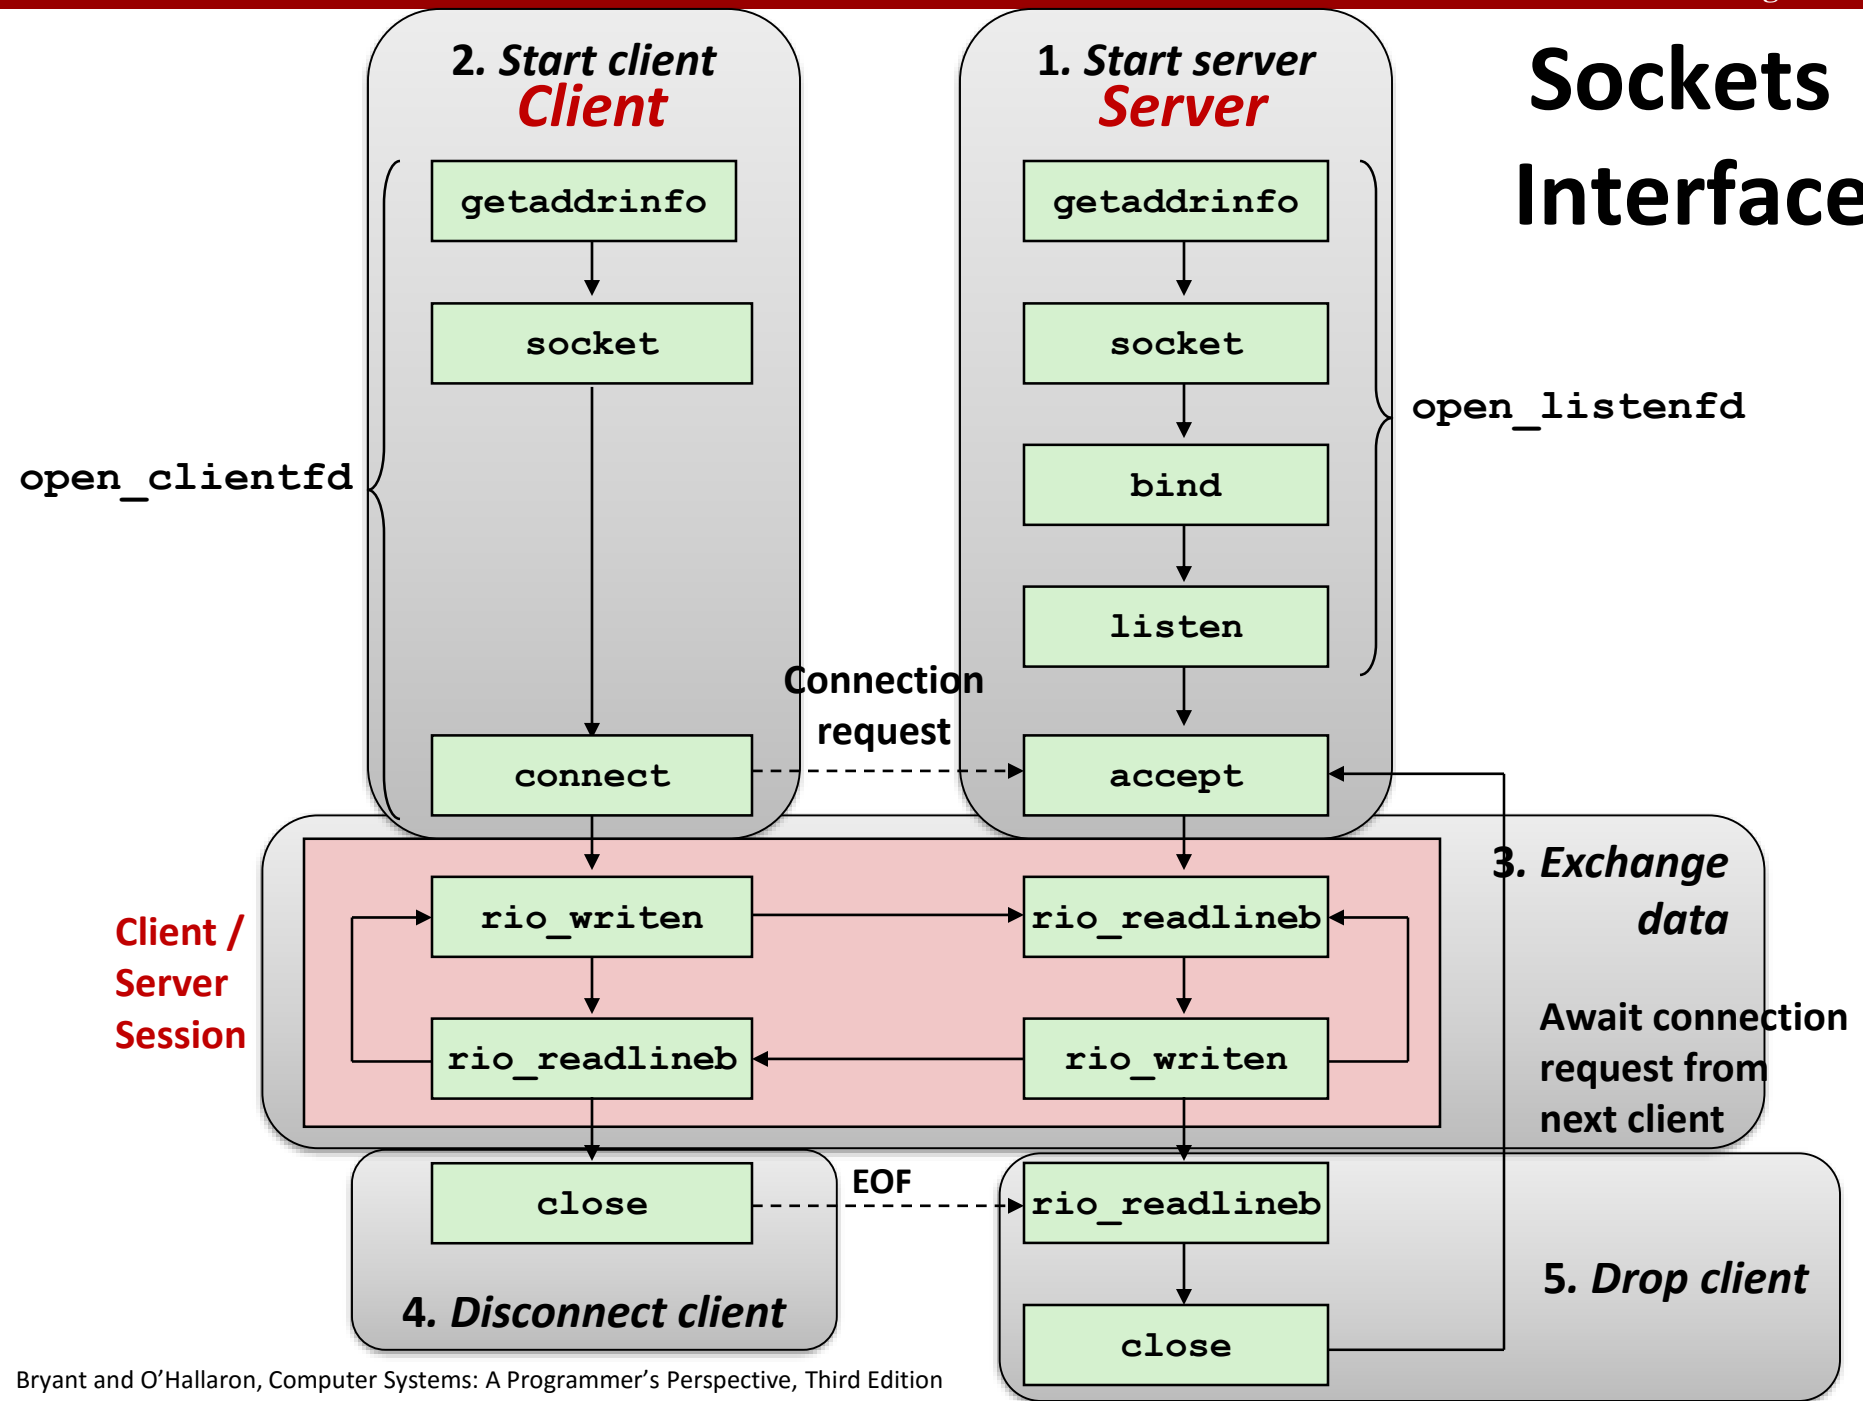 Sockets
Interface
2. Start client
Client
1. Start server
Server
getaddrinfo
getaddrinfo
socket
socket
open_listenfd
open_clientfd
bind
listen
Connection
request
connect
accept
3. Exchange
data
Client /
Server
Session
rio_writen
rio_readlineb
Await connection
request from
next client
rio_readlineb
rio_writen
close
EOF
rio_readlineb
4. Disconnect client
5. Drop client
close
Bryant and O’Hallaron, Computer Systems: A Programmer’s Perspective, Third Edition